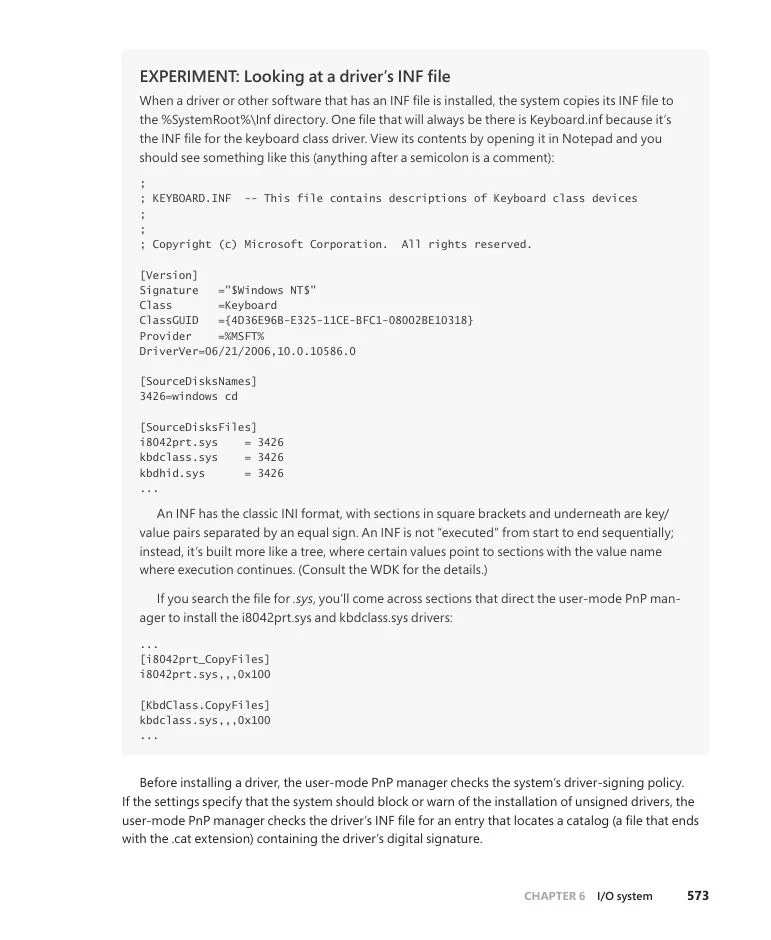 EXPERIMENT: Looking at a driver’s INF file
When a driver or other software that has an INF file is installed, the system copies its INF file to
the %SystemRoot%\Inf directory. One file that will always be there is Keyboard.inf because it’s
the INF file for the keyboard class driver. View its contents by opening it in Notepad and you
should see something like this (anything after a semicolon is a comment):
;
; KEYBOARD.INF  -- This file contains descriptions of Keyboard class devices
;
;
; Copyright (c) Microsoft Corporation.  All rights reserved.
[Version]
Signature   ="$Windows NT$"
Class       =Keyboard
ClassGUID   ={4D36E96B-E325-11CE-BFC1-08002BE10318}
Provider    =%MSFT%
DriverVer=06/21/2006,10.0.10586.0
[SourceDisksNames]
3426=windows cd
[SourceDisksFiles]
i8042prt.sys    = 3426
kbdclass.sys    = 3426
kbdhid.sys      = 3426
...
An INF has the classic INI format, with sections in square brackets and underneath are key/
value pairs separated by an equal sign. An INF is not “executed” from start to end sequentially;
instead, it’s built more like a tree, where certain values point to sections with the value name
where execution continues. (Consult the WDK for the details.)
If you search the file for .sys, you’ll come across sections that direct the user-mode PnP man-
ager to install the i8042prt.sys and kbdclass.sys drivers:
...
[i8042prt_CopyFiles]
i8042prt.sys,,,0x100
[KbdClass.CopyFiles]
kbdclass.sys,,,0x100
...
Before installing a driver, the user-mode PnP manager checks the system’s driver-signing policy.
If the settings specify that the system should block or warn of the installation of unsigned drivers, the
user-mode PnP manager checks the driver’s INF file for an entry that locates a catalog (a file that ends
with the .cat extension) containing the driver’s digital signature.
CHAPTER 6   I/O system   573